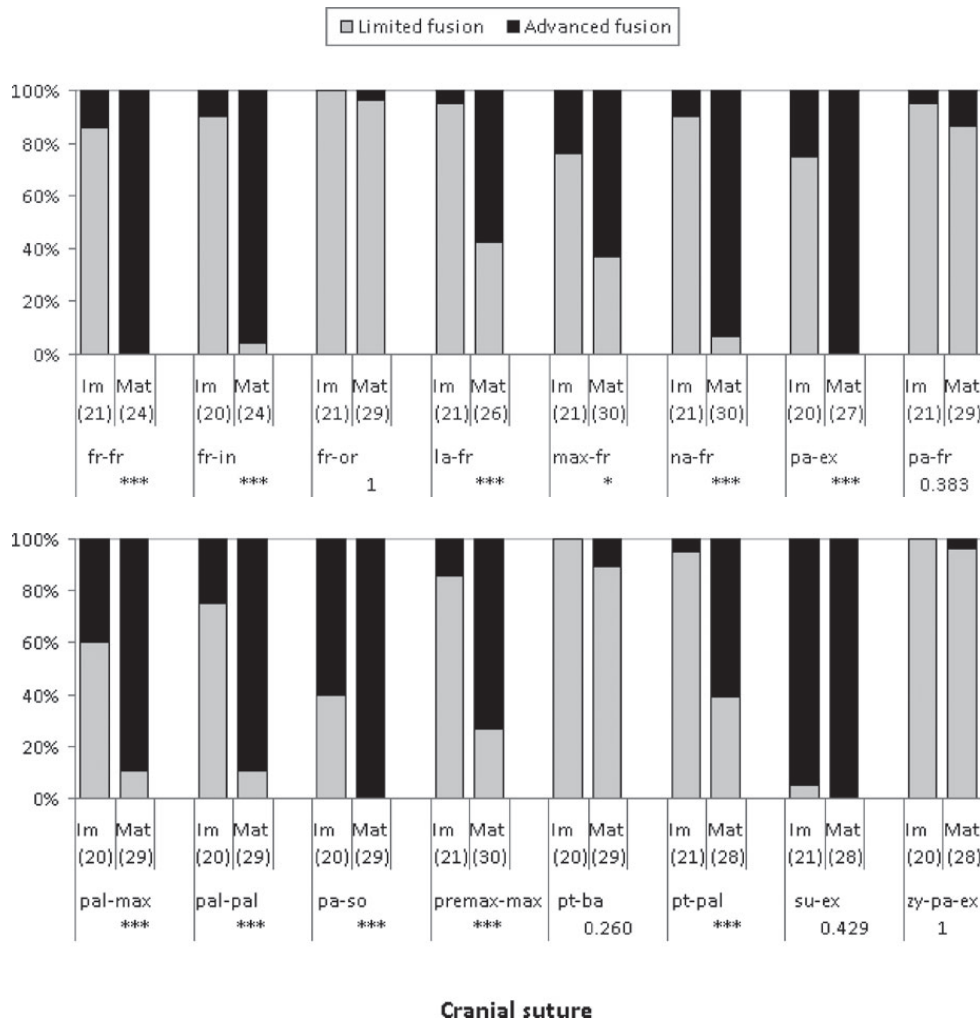 Limited fusion Advanced fusion
100%
80%
60%
40%
20%
0%
Im Mat Im Mat Im Mat Im Mat Im Mat Im Mat Im Mat Im Mat
(21) (24) (20) (24) (21) (29) (21) (26) (21) (30) (21) (30) (20) (27) (21) (29)
fr-fr fr-in fr-or la-fr max-fr na-fr pa-ex pa-fr
*** *** 1 *** * *** *** 0.383
100%
80%
60%
40%
20%
0%
Im Mat Im Mat Im Mat Im Mat Im Mat Im Mat Im Mat Im Mat
(20) (29) (20) (29) (20) (29) (21) (30) (20) (29) (21) (28) (21) (28) (20) (28)
pal-max pal-pal pa-so premax-max pt-ba pt-pal su-ex zy-pa-ex
*** *** *** *** 0.260 *** 0.429 1
Cranial suture